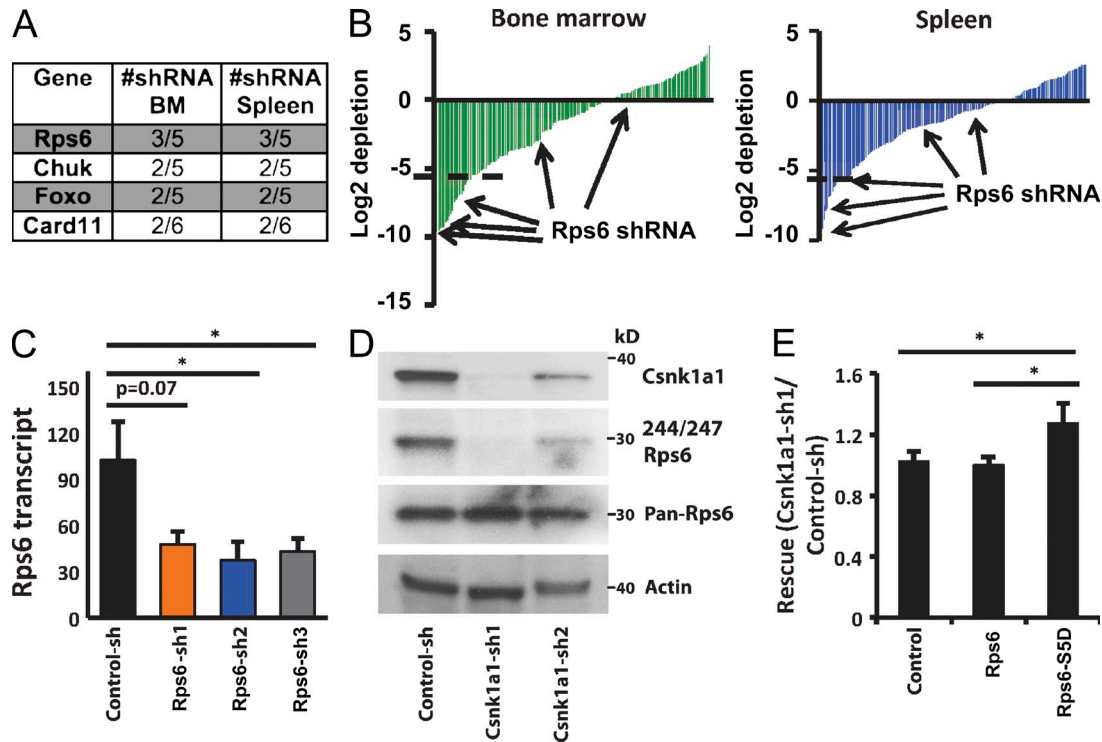 A
Gene #shRNA BM #shRNA Spleen
Rps6 3/5 3/5
Chuk 2/5 2/5
Foxo 2/5 2/5
Card11 2/6 2/6
B
Bone marrow
Log2 depletion
5
0
-5
-10
-15
Rps6 shRNA
Spleen
Log2 depletion
5
0
-5
-10
Rps6 shRNA
C
Rps6 transcript
150
120
90
60
30
0
*
*
p=0.07
Control-sh
Rps6-sh1
Rps6-sh2
Rps6-sh3
D
kD
-40
Csnk1a1
-30
244/247
Rps6
-30
Pan-Rps6
-40
Actin
Control-sh
Csnk1a1-sh1
Csnk1a1-sh2
E
Rescue (Csnk1a1-sh1/
Control-sh)
1.6
1.2
0.8
0.4
0
*
*
Control
Rps6
Rps6-S5D